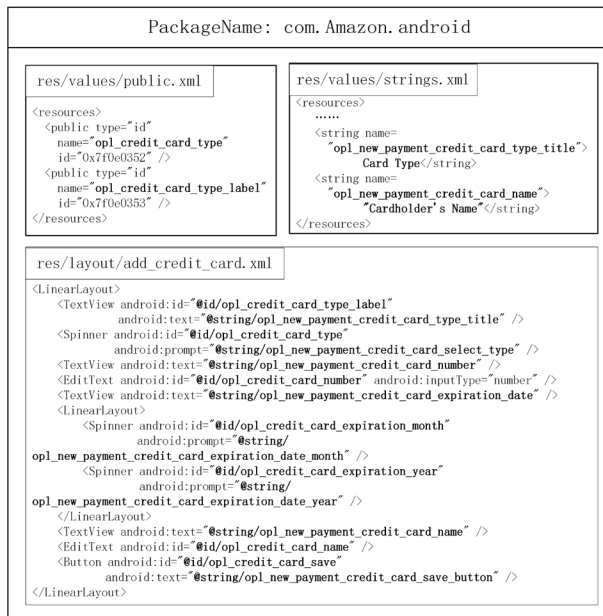 PackageName: com.Amazon.android
res/values/public.xml
<resources>
<public type="id"
name="opl_credit_card_type"
id="0x7f0e0352" />
<public type="id"
name="opl_credit_card_type_label"
id="0x7f0e0353" />
</resources>
res/values/strings.xml
<resources>
……
<string name=
"opl_new_payment_credit_card_type_title">
Card Type</string>
<string name=
"opl_new_payment_credit_card_name">
"Cardholder's Name"</string>
</resources>
res/layout/add_credit_card.xml
<LinearLayout>
<TextView android:id="@id/opl_credit_card_type_label"
android:text="@string/opl_new_payment_credit_card_type_title" />
<Spinner android:id="@id/opl_credit_card_type"
android:prompt="@string/opl_new_payment_credit_card_select_type" />
<TextView android:text="@string/opl_new_payment_credit_card_number" />
<EditText android:id="@id/opl_credit_card_number" android:inputType="number" />
<TextView android:text="@string/opl_new_payment_credit_card_expiration_date" />
<LinearLayout>
<Spinner android:id="@id/opl_credit_card_expiration_month"
android:prompt="@string/
opl_new_payment_credit_card_expiration_date_month" />
<Spinner android:id="@id/opl_credit_card_expiration_year"
android:prompt="@string/
opl_new_payment_credit_card_expiration_date_year" />
</LinearLayout>
<TextView android:text="@string/opl_new_payment_credit_card_name" />
<EditText android:id="@id/opl_credit_card_name" />
<Button android:id="@id/opl_credit_card_save"
android:text="@string/opl_new_payment_credit_card_save_button" />
</LinearLayout>